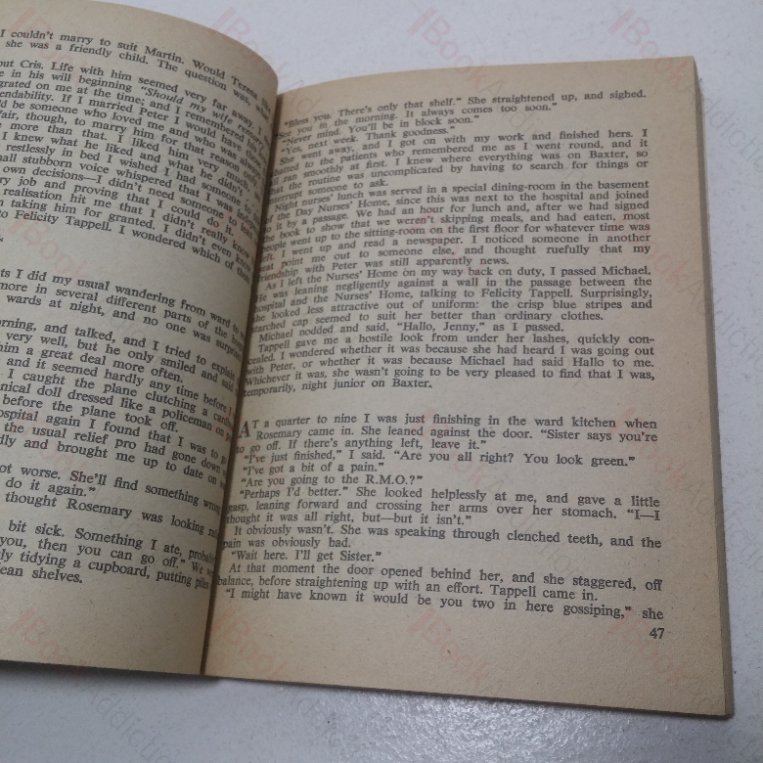 I couldn't marry to suit Martin. Would Teresa
she was a friendly child. The question was,
out Cris. Life with him seemed very far away. I
e in his will beginning "Should my wife
grated on me at the time; and I remembered
endability. If I married Peter I would have
ld be someone who loved me and who was always
fair, though, to marry him for that reason
more than that. I liked him very much,
I knew what he liked and what he didn't.
restlessly in bed I wished I had someone
all stubborn voice whispered that I was
own decisions—I didn't need someone to
ry job and proving that I could do it.
realisation hit me that I didn't really know
n taking him for granted. I didn't even know
to Felicity Tappell. I wondered which of them
ts I did my usual wandering from ward to
more in several different parts of the
wards at night, and no one was surprised
orning, and talked, and I tried to explain
very well, but he only smiled and said
him a great deal more often.
and it seemed hardly any time before I
I caught the plane clutching a
nical doll dressed like a policeman on
before the plane took off.
ospital again I found that I was to
the usual relief pro had gone down
dly and brought me up to date on
ot worse. She'll find something wrong
do it again."
thought Rosemary was looking
bit sick. Something I ate, probably
you, then you can go off." We
ly tidying a cupboard, putting piles
ean shelves.
"Bless you. There's only that shelf." She straightened up, and sighed.
"See you in the morning. It always comes too soon."
"Never mind. You'll be in block soon."
"Yes, next week. Thank goodness."
She went away, and I got on with my work and finished hers. I
chatted to the patients who remembered me as I went round, and it
ran smoothly at first. I knew where everything was on Baxter, so
that the routine was uncomplicated by having to search for things or
interrupt someone to ask.
Night nurses' lunch was served in a special dining-room in the basement
of the Day Nurses' Home, since this was next to the hospital and joined
to it by a passage. We had an hour for lunch and, after we had signed
the book to show that we weren't skipping meals, and had eaten, most
people went up to the sitting-room on the first floor for whatever time was
left. I went up and read a newspaper. I noticed someone in another
seat point me out to someone else, and thought ruefully that my
friendship with Peter was still apparently news.
As I left the Nurses' Home on my way back on duty, I passed Michael.
He was leaning negligently against a wall in the passage between the
hospital and the Nurses' Home, talking to Felicity Tappell. Surprisingly,
she looked less attractive out of uniform: the crisp blue stripes and
starched cap seemed to suit her better than ordinary clothes.
Michael nodded and said, "Hallo, Jenny," as I passed.
Tappell gave me a hostile look from under her lashes, quickly con-
cealed. I wondered whether it was because she had heard I was going out
with Peter, or whether it was because Michael had said Hallo to me.
Whichever it was, she wasn't going to be very pleased to find that I was,
temporarily, night junior on Baxter.
AT a quarter to nine I was just finishing in the ward kitchen when
Rosemary came in. She leaned against the door. "Sister says you're
to go off. If there's anything left, leave it."
"I've just finished," I said. "Are you all right? You look green."
"I've got a bit of a pain."
"Are you going to the R.M.O.?"
"Perhaps I'd better." She looked helplessly at me, and gave a little
gasp, leaning forward and crossing her arms over her stomach. "I—I
thought it was all right, but—but it isn't."
It obviously wasn't. She was speaking through clenched teeth, and the
pain was obviously bad.
"Wait here. I'll get Sister."
At that moment the door opened behind her, and she staggered, off
balance, before straightening up with an effort. Tappell came in.
"I might have known it would be you two in here gossiping," she
47